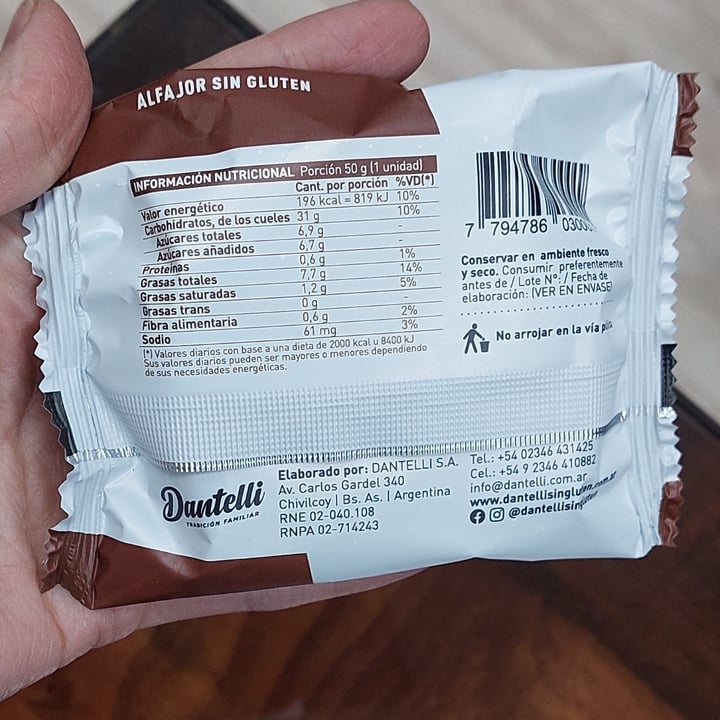 ALFAJOR SIN GLUTEN
INFORMACIÓN NUTRICIONAL Porción 50 g (1 unidad)
Cant. por porción %VD(*)
Valor energético 196 kcal = 819 kJ 10%
Carbohidratos, de los cuales 31 g 10%
Azúcares totales 6,9 g -
Azúcares añadidos 6,7 g -
Proteínas 0,6 g 1%
Grasas totales 7,7 g 14%
Grasas saturadas 1,2 g 5%
Grasas trans 0 g -
Fibra alimentaria 0,6 g 2%
Sodio 61 mg 3%
(*) Valores diarios con base a una dieta de 2000 kcal u 8400 kJ
Sus valores diarios pueden ser mayores o menores dependiendo
de sus necesidades energéticas.
7 794786 0300
Conservar en ambiente fresco
y seco. Consumir preferentemente
antes de / Lote N°: / Fecha de
elaboración: (VER EN ENVASE)
No arrojar en la vía
Dantelli
TRADICIÓN FAMILIAR
Elaborado por: DANTELLI S.A.
Av. Carlos Gardel 340
Chivilcoy | Bs. As. | Argentina
RNE 02-040.108
RNPA 02-714243
Tel.: +54 02346 431425
Cel.: +54 9 2346 410882
info@dantelli.com.ar
www.dantellisingluten.com.ar
@dantellisingluten